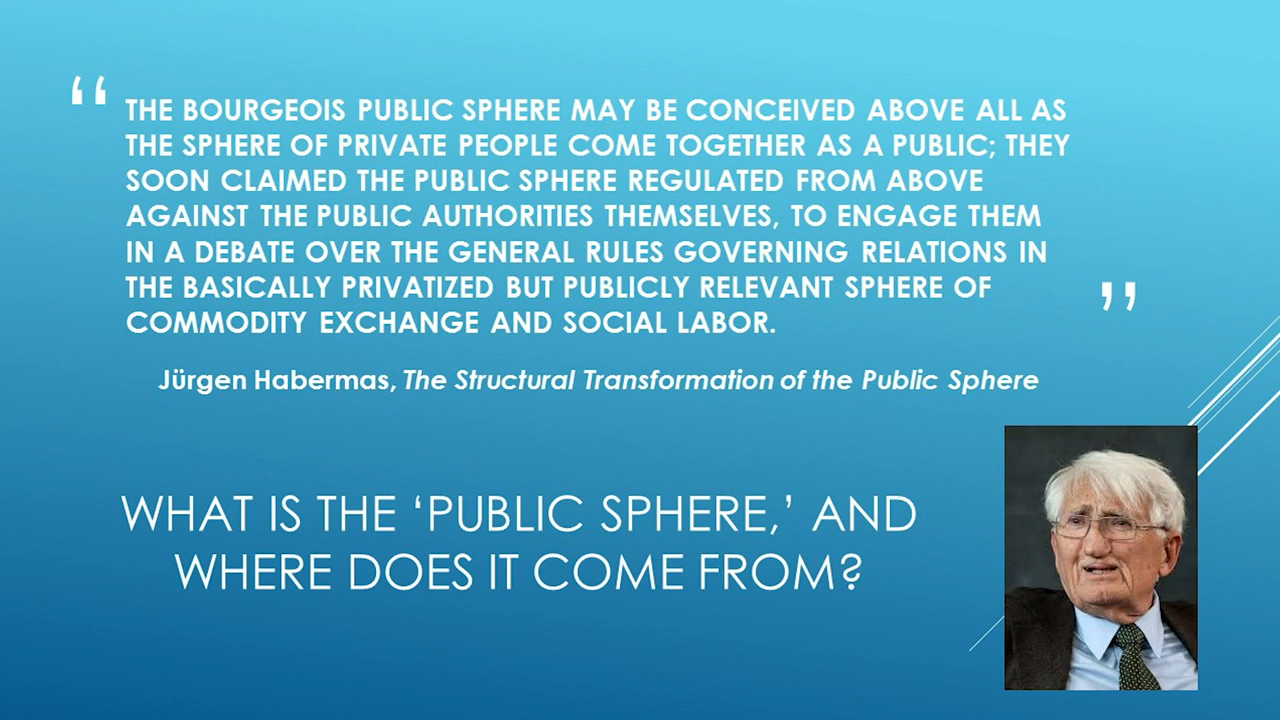 “
THE BOURGEOIS PUBLIC SPHERE MAY BE CONCEIVED ABOVE ALL AS
THE SPHERE OF PRIVATE PEOPLE COME TOGETHER AS A PUBLIC; THEY
SOON CLAIMED THE PUBLIC SPHERE REGULATED FROM ABOVE
AGAINST THE PUBLIC AUTHORITIES THEMSELVES, TO ENGAGE THEM
IN A DEBATE OVER THE GENERAL RULES GOVERNING RELATIONS IN
THE BASICALLY PRIVATIZED BUT PUBLICLY RELEVANT SPHERE OF
COMMODITY EXCHANGE AND SOCIAL LABOR.
”
Jürgen Habermas, The Structural Transformation of the Public Sphere
WHAT IS THE ‘PUBLIC SPHERE,’ AND
WHERE DOES IT COME FROM?